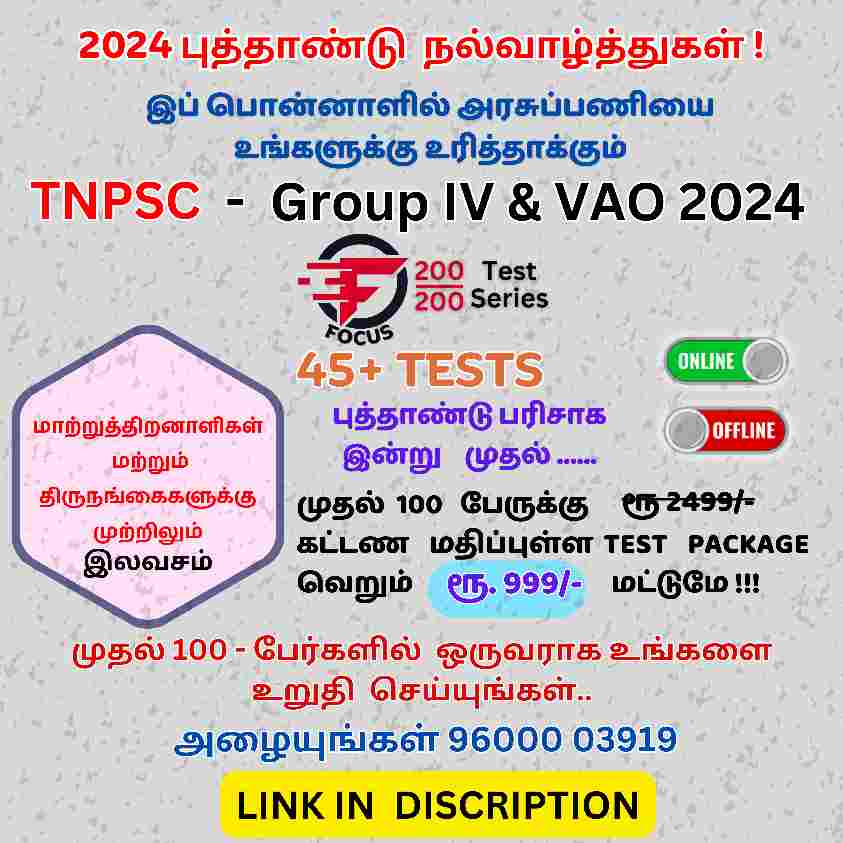 2024 புத்தாண்டு நல்வாழ்த்துகள் !
இப் பொன்னாளில் அரசுப்பணியை
உங்களுக்கு உரித்தாக்கும்
TNPSC - Group IV & VAO 2024
FOCUS
200
200
Test
Series
45+ TESTS
ONLINE
OFFLINE
புத்தாண்டு பரிசாக
இன்று முதல் ......
மாற்றுத்திறனாளிகள்
மற்றும்
திருநங்கைகளுக்கு
முற்றிலும்
இலவசம்
முதல் 100 பேருக்கு ரூ 2499/-
கட்டண மதிப்புள்ள TEST PACKAGE
வெறும் ரூ. 999/- மட்டுமே !!!
முதல் 100 - பேர்களில் ஒருவராக உங்களை
உறுதி செய்யுங்கள்..
அழையுங்கள் 96000 03919
LINK IN DISCRIPTION